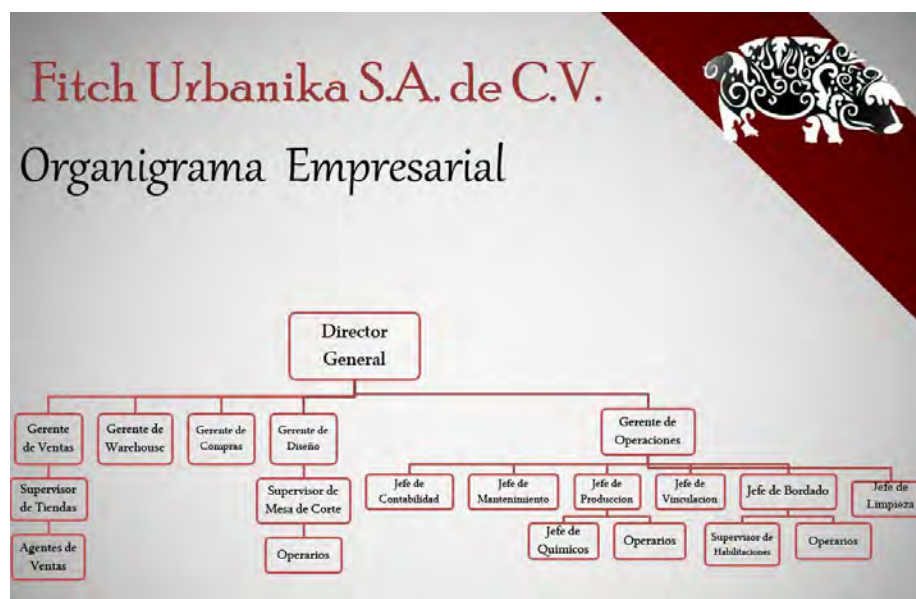 Fitch Urbanika S.A. de C.V.
Organigrama Empresarial
Director
General
Gerente
de Ventas
Gerente de
Warehouse
Gerente de
Compras
Gerente de
Diseño
Gerente de
Operaciones
Supervisor
de Tiendas
Supervisor de
Mesa de Corte
Jefe de
Contabilidad
Jefe de
Mantenimiento
Jefe de
Produccion
Jefe de
Vinculacion
Jefe de Bordado
Jefe de
Limpieza
Agentes de
Ventas
Operarios
Jefe de
Quimicos
Operarios
Supervisor de
Habilitaciones
Operarios